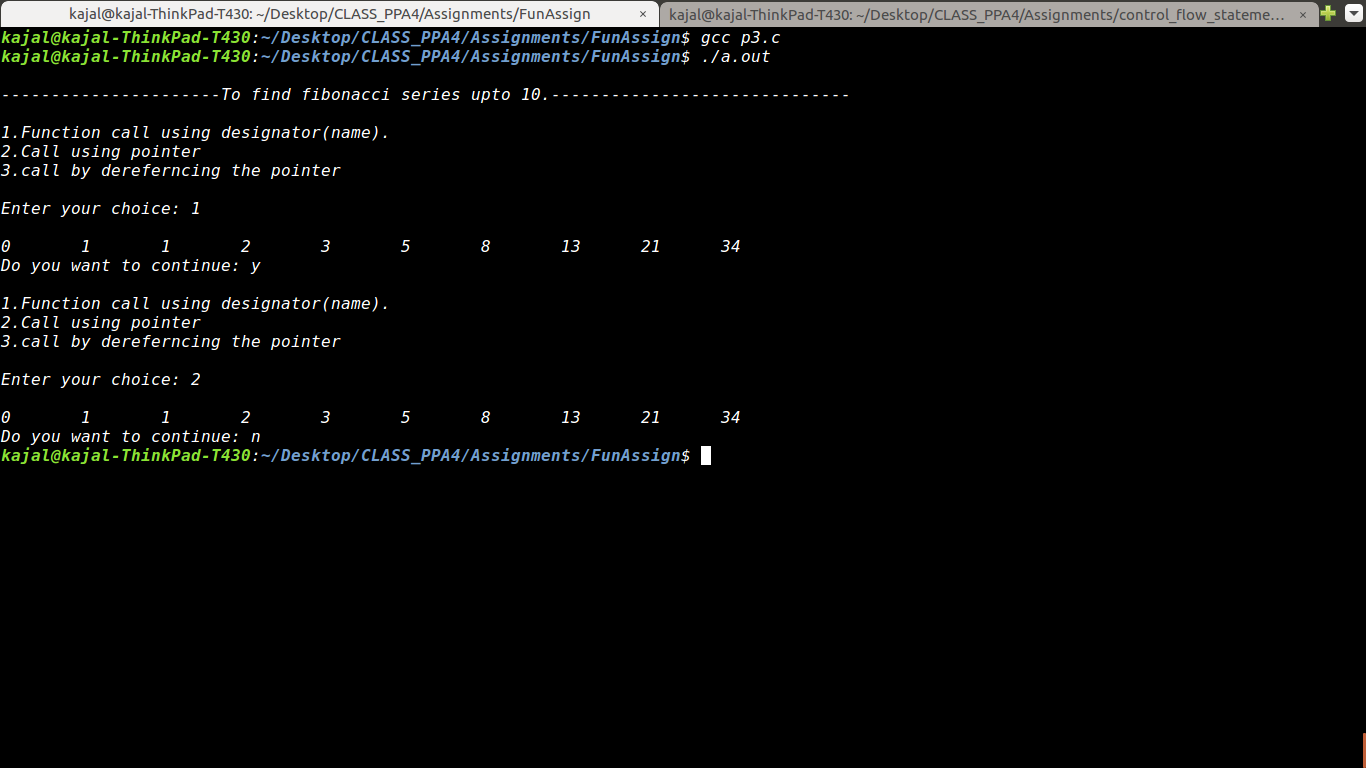 kajal@kajal-ThinkPad-T430: ~/Desktop/CLASS_PPA4/Assignments/FunAssign × kajal@kajal-ThinkPad-T430: ~/Desktop/CLASS_PPA4/Assignments/control_flow_stateme... ×
kajal@kajal-ThinkPad-T430:~/Desktop/CLASS_PPA4/Assignments/FunAssign$ gcc p3.c
kajal@kajal-ThinkPad-T430:~/Desktop/CLASS_PPA4/Assignments/FunAssign$ ./a.out
----------------------To find fibonacci series upto 10.------------------------------
1.Function call using designator(name).
2.Call using pointer
3.call by dereferncing the pointer
Enter your choice: 1
0 1 1 2 3 5 8 13 21 34
Do you want to continue: y
1.Function call using designator(name).
2.Call using pointer
3.call by dereferncing the pointer
Enter your choice: 2
0 1 1 2 3 5 8 13 21 34
Do you want to continue: n
kajal@kajal-ThinkPad-T430:~/Desktop/CLASS_PPA4/Assignments/FunAssign$